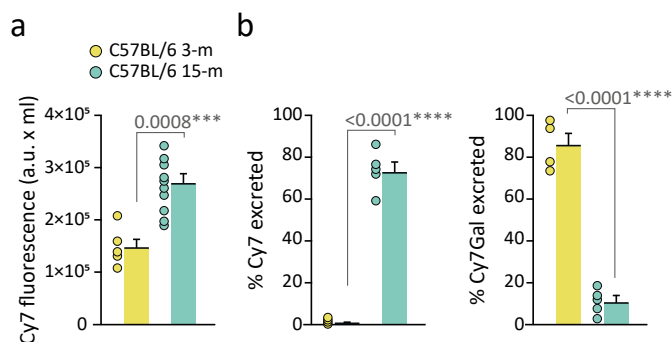 a
b
C57BL/6 3-m
C57BL/6 15-m
Cy7 fluorescence (a.u. x ml)
4×10⁵
3×10⁵
2×10⁵
1×10⁵
0
0.0008***
% Cy7 excreted
100
80
60
40
20
0
<0.0001****
% Cy7Gal excreted
100
80
60
40
20
0
<0.0001****